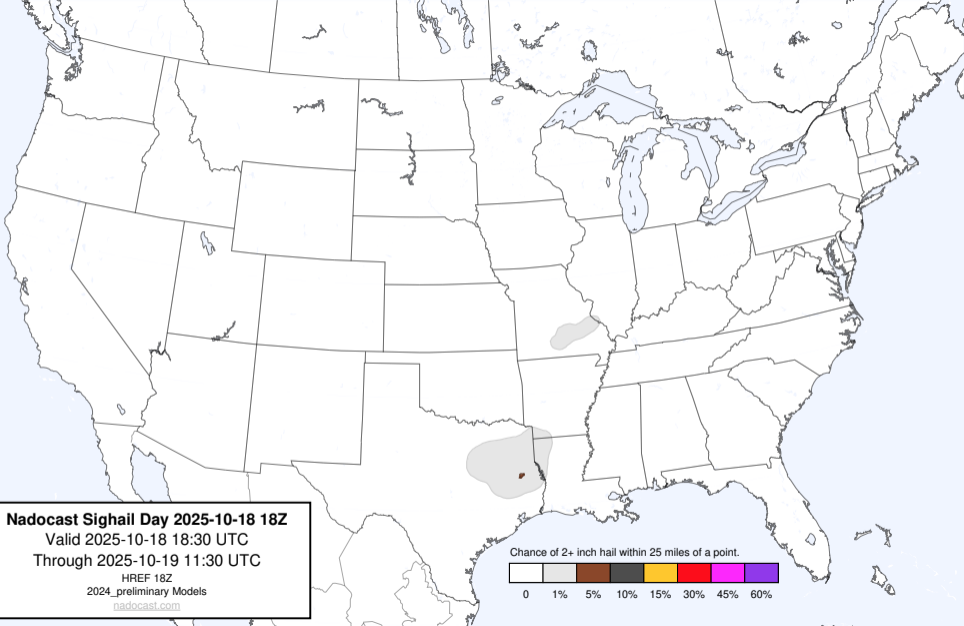 Nadocast Sighail Day 2025-10-18 18Z
Valid 2025-10-18 18:30 UTC
Through 2025-10-19 11:30 UTC
HREF 18Z
2024_preliminary Models
nadocast.com
Chance of 2+ inch hail within 25 miles of a point.
0 1% 5% 10% 15% 30% 45% 60%